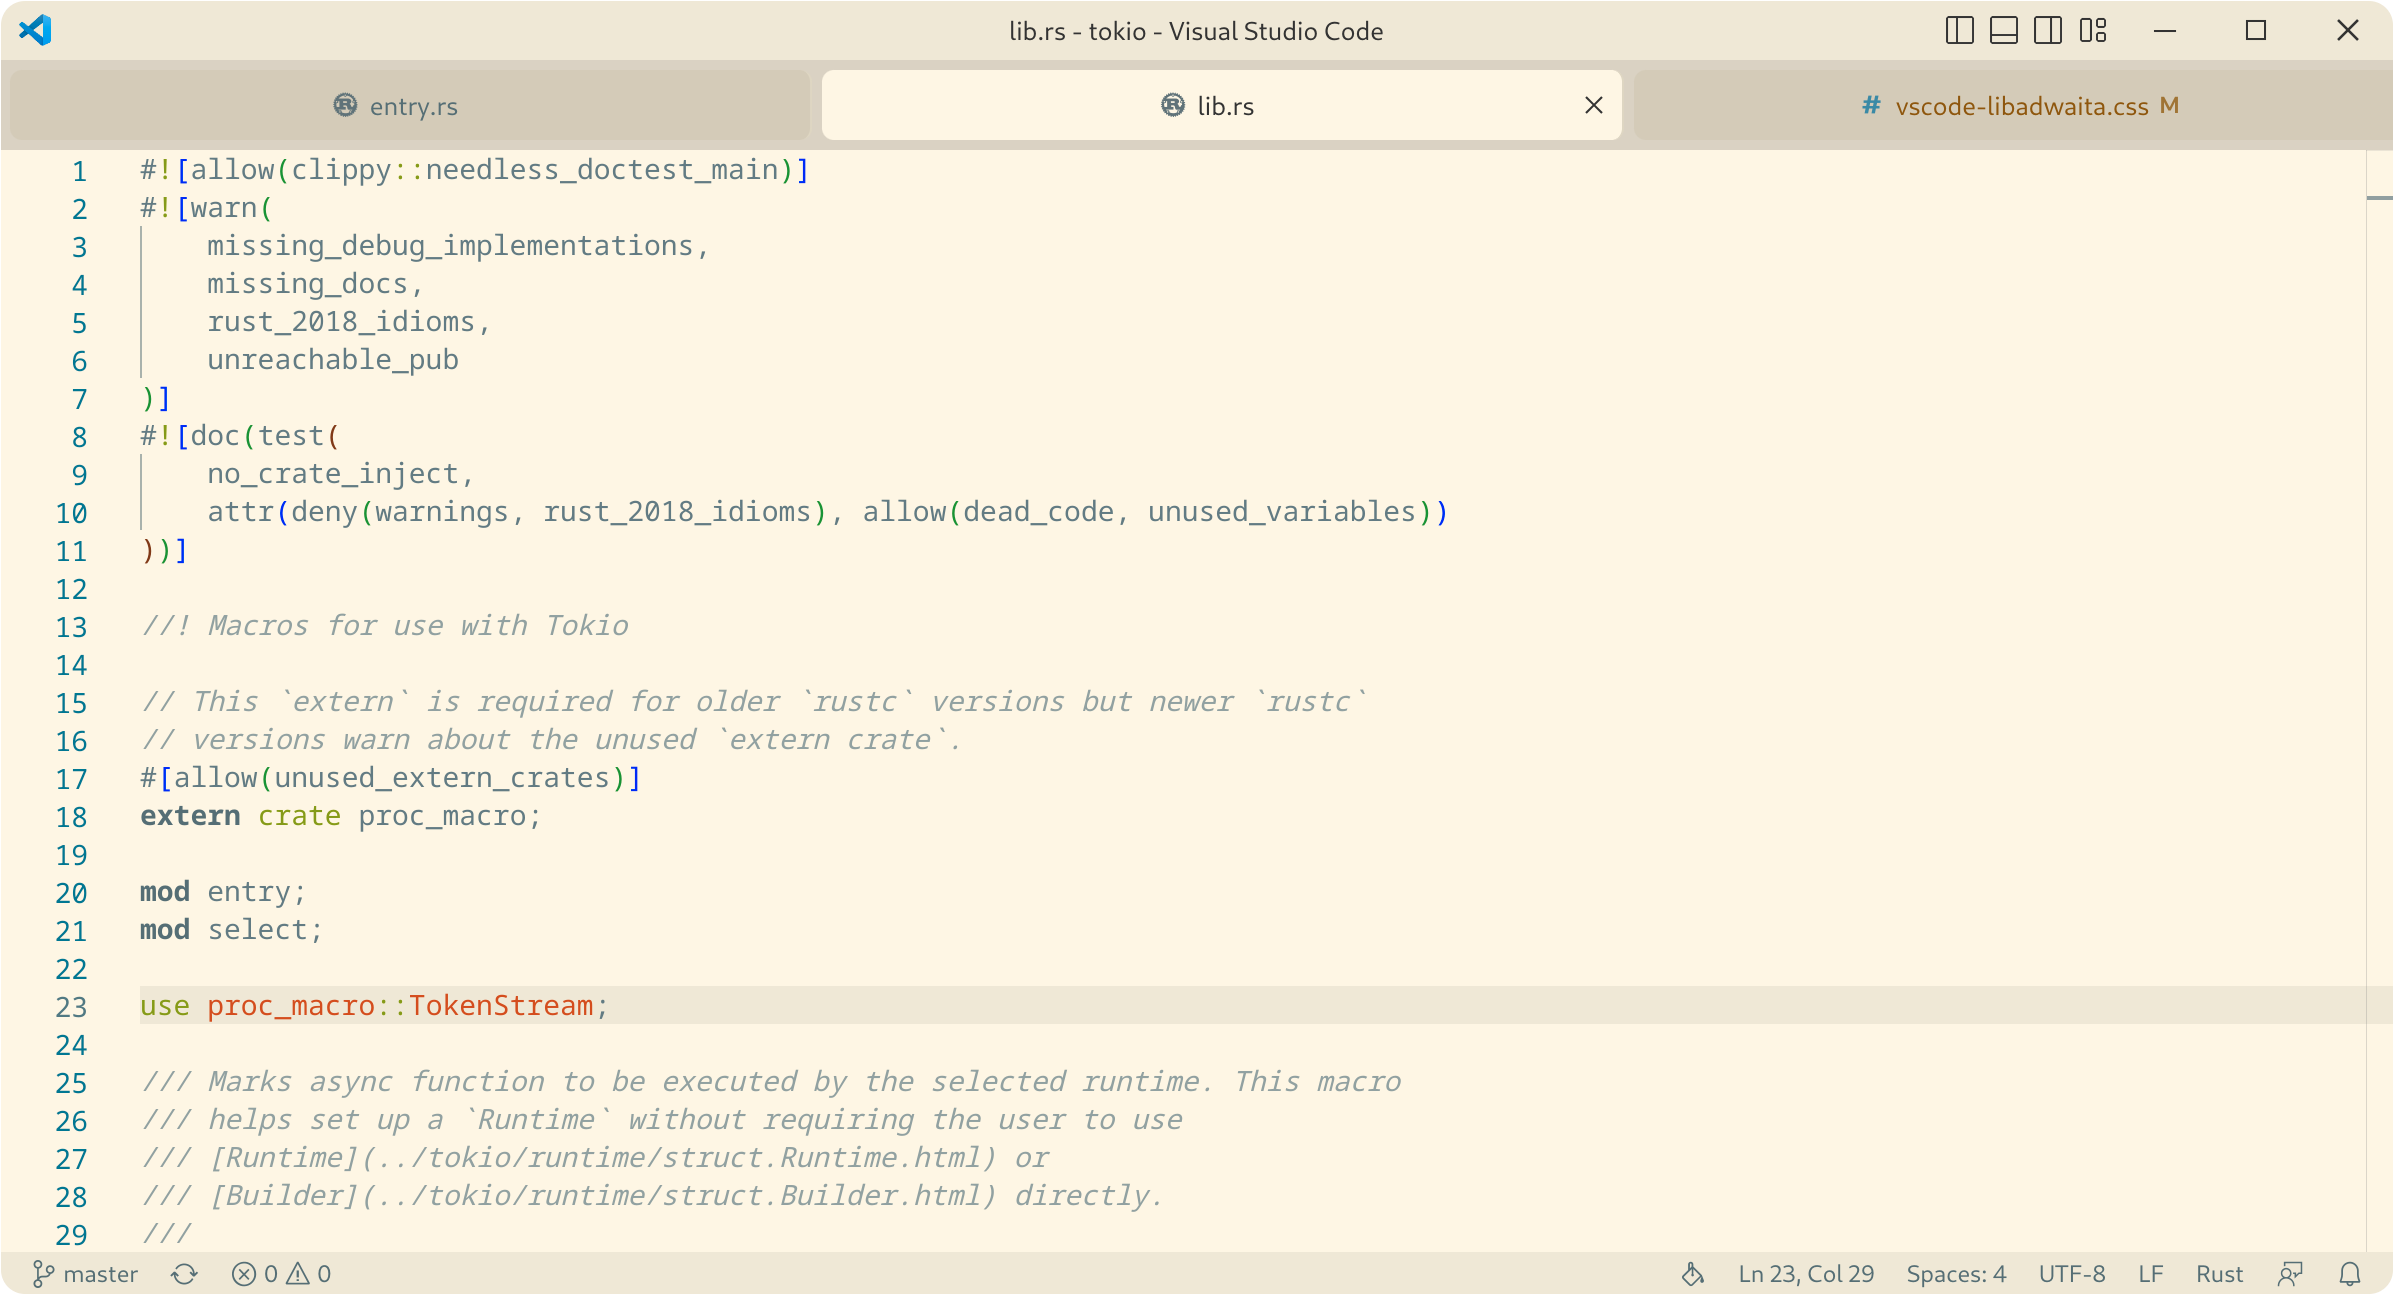 lib.rs - tokio - Visual Studio Code
entry.rs
lib.rs
# vscode-libadwaita.css M
1 #![allow(clippy::needless_doctest_main)]
2 #![warn(
3     missing_debug_implementations,
4     missing_docs,
5     rust_2018_idioms,
6     unreachable_pub
7 )]
8 #![doc(test(
9     no_crate_inject,
10     attr(deny(warnings, rust_2018_idioms), allow(dead_code, unused_variables))
11 ))]
12
13 //! Macros for use with Tokio
14
15 // This `extern` is required for older `rustc` versions but newer `rustc`
16 // versions warn about the unused `extern crate`.
17 #[allow(unused_extern_crates)]
18 extern crate proc_macro;
19
20 mod entry;
21 mod select;
22
23 use proc_macro::TokenStream;
24
25 /// Marks async function to be executed by the selected runtime. This macro
26 /// helps set up a `Runtime` without requiring the user to use
27 /// [Runtime](../tokio/runtime/struct.Runtime.html) or
28 /// [Builder](../tokio/runtime/struct.Builder.html) directly.
29 ///
master 0 0 Ln 23, Col 29 Spaces: 4 UTF-8 LF Rust